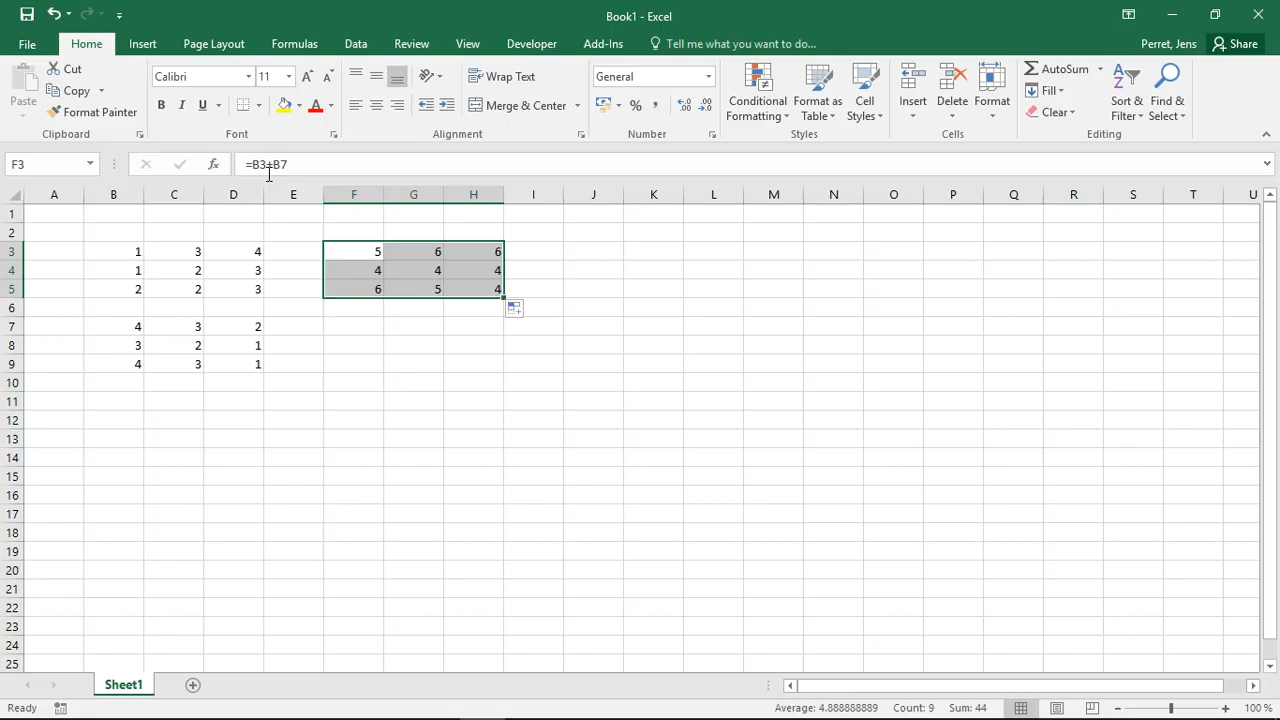 Book1 - Excel
File Home Insert Page Layout Formulas Data Review View Developer Add-Ins Tell me what you want to do... Perret, Jens Share
Paste
Cut
Copy
Format Painter
Clipboard
Calibri 11
B I U
Font
Wrap Text
Merge & Center
Alignment
General
%
Number
Conditional Formatting
Format as Table
Cell Styles
Styles
Insert Delete Format
Cells
AutoSum
Fill
Clear
Sort & Filter
Find & Select
Editing
F3 fx =B3+B7
A B C D E F G H I J K L M N O P Q R S T U
1
2
3 1 3 4 5 6 6
4 1 2 3 4 4 4
5 2 2 3 6 5 4
6
7 4 3 2
8 3 2 1
9 4 3 1
10
11
12
13
14
15
16
17
18
19
20
21
22
23
24
25
Sheet1
Ready Average: 4.888888889 Count: 9 Sum: 44 100 %